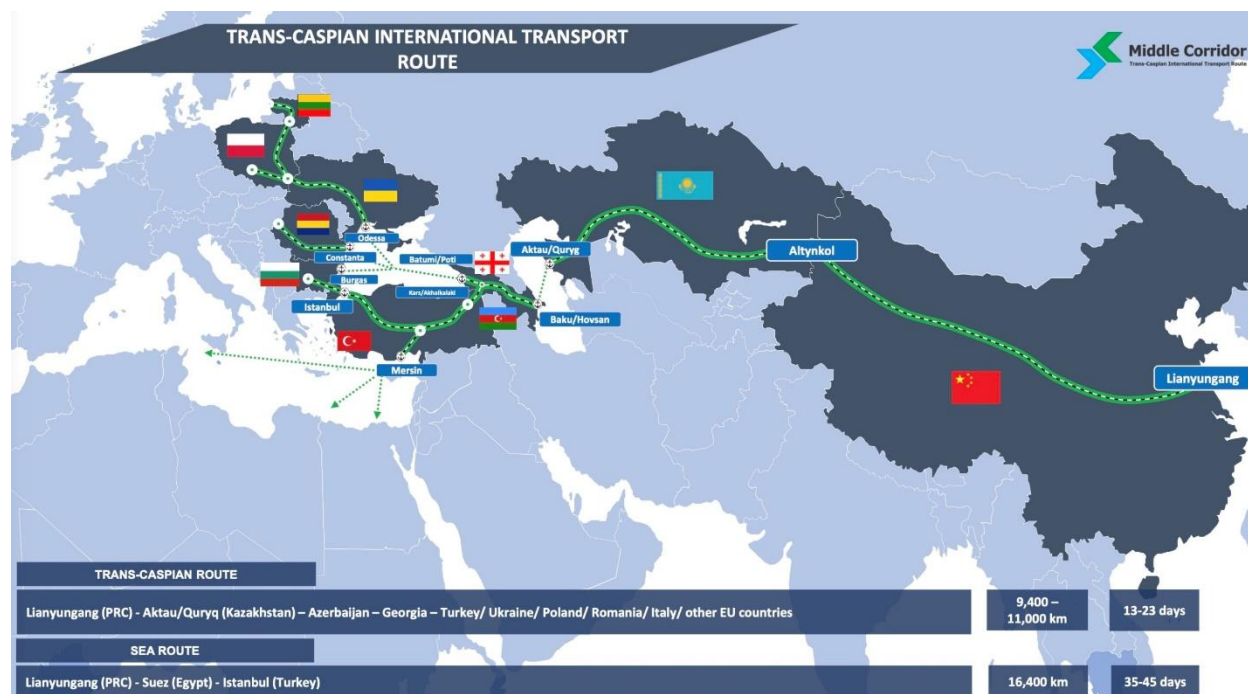 TRANS-CASPIAN INTERNATIONAL TRANSPORT
ROUTE
Middle Corridor
Trans-Caspian International Transport Route
Odessa
Constanta
Batumi/Poti
Aktau/Quryg
Altynkol
Burgas
Kars/Akhalkalaki
Istanbul
Baku/Hovsan
Mersin
Lianyungang
TRANS-CASPIAN ROUTE
Lianyungang (PRC) - Aktau/Quryq (Kazakhstan) – Azerbaijan – Georgia – Turkey/ Ukraine/ Poland/ Romania/ Italy/ other EU countries
9,400 –
11,000 km
13-23 days
SEA ROUTE
Lianyungang (PRC) - Suez (Egypt) - Istanbul (Turkey)
16,400 km
35-45 days